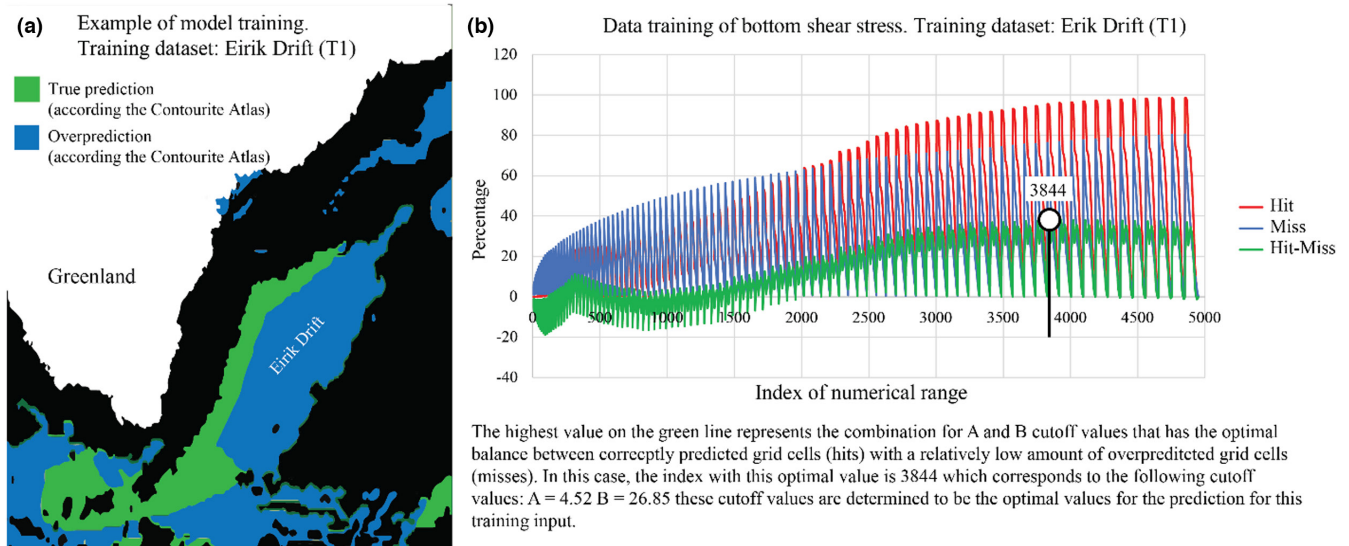 (a)
Example of model training.
Training dataset: Eirik Drift (T1)
True prediction
(according the Contourite Atlas)
Overprediction
(according the Contourite Atlas)
Greenland
Eirik Drift
(b)
Data training of bottom shear stress. Training dataset: Erik Drift (T1)
120
100
80
60
40
20
0
-20
-40
Percentage
0
500
1000
1500
2000
2500
3000
3500
4000
4500
5000
3844
Index of numerical range
Hit
Miss
Hit-Miss
The highest value on the green line represents the combination for A and B cutoff values that has the optimal
balance between correcptly predicted grid cells (hits) with a relatively low amount of overpreditcted grid cells
(misses). In this case, the index with this optimal value is 3844 which corresponds to the following cutoff
values: A = 4.52 B = 26.85 these cutoff values are determined to be the optimal values for the prediction for this
training input.